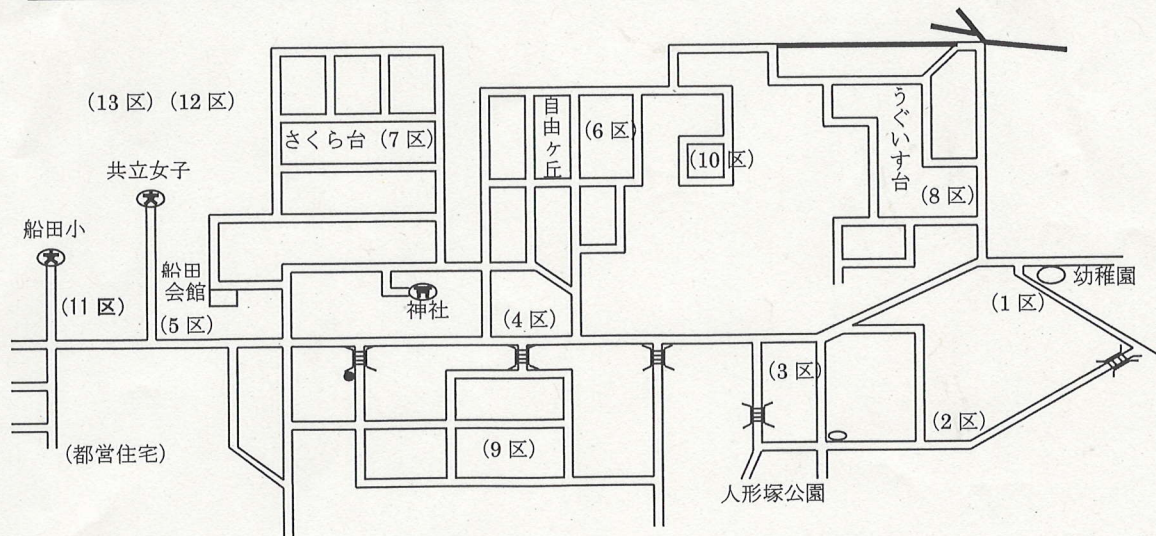 (13区) (12区)
さくら台 (7区)
自由ヶ丘
(6区)
(10区)
うぐいす台
(8区)
共立女子
船田小
船田
会館
(11区)
(5区)
神社
(4区)
(1区)
幼稚園
(3区)
(2区)
(都営住宅)
(9区)
人形塚公園